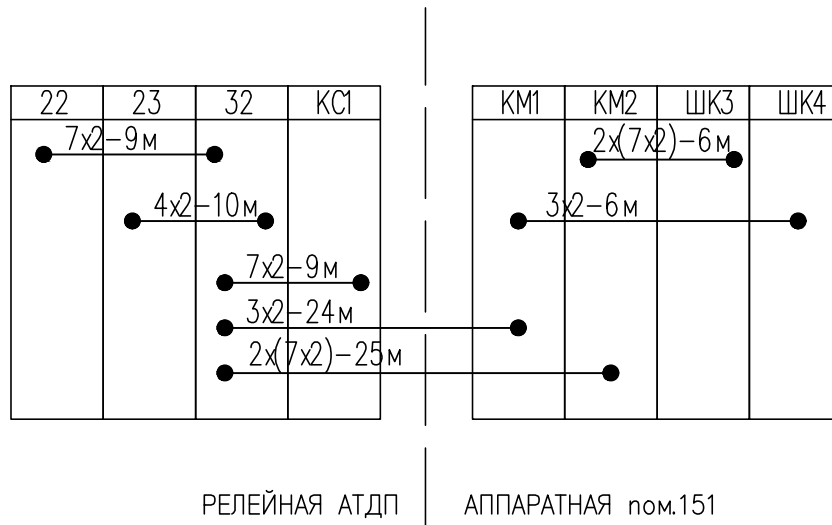 22 23 32 КС1 КМ1 КМ2 ШК3 ШК4
7х2-9м 2х(7х2)-6м
4х2-10м 3х2-6м
7х2-9м
3х2-24м
2х(7х2)-25м
РЕЛЕЙНАЯ АТДП АППАРАТНАЯ пом.151